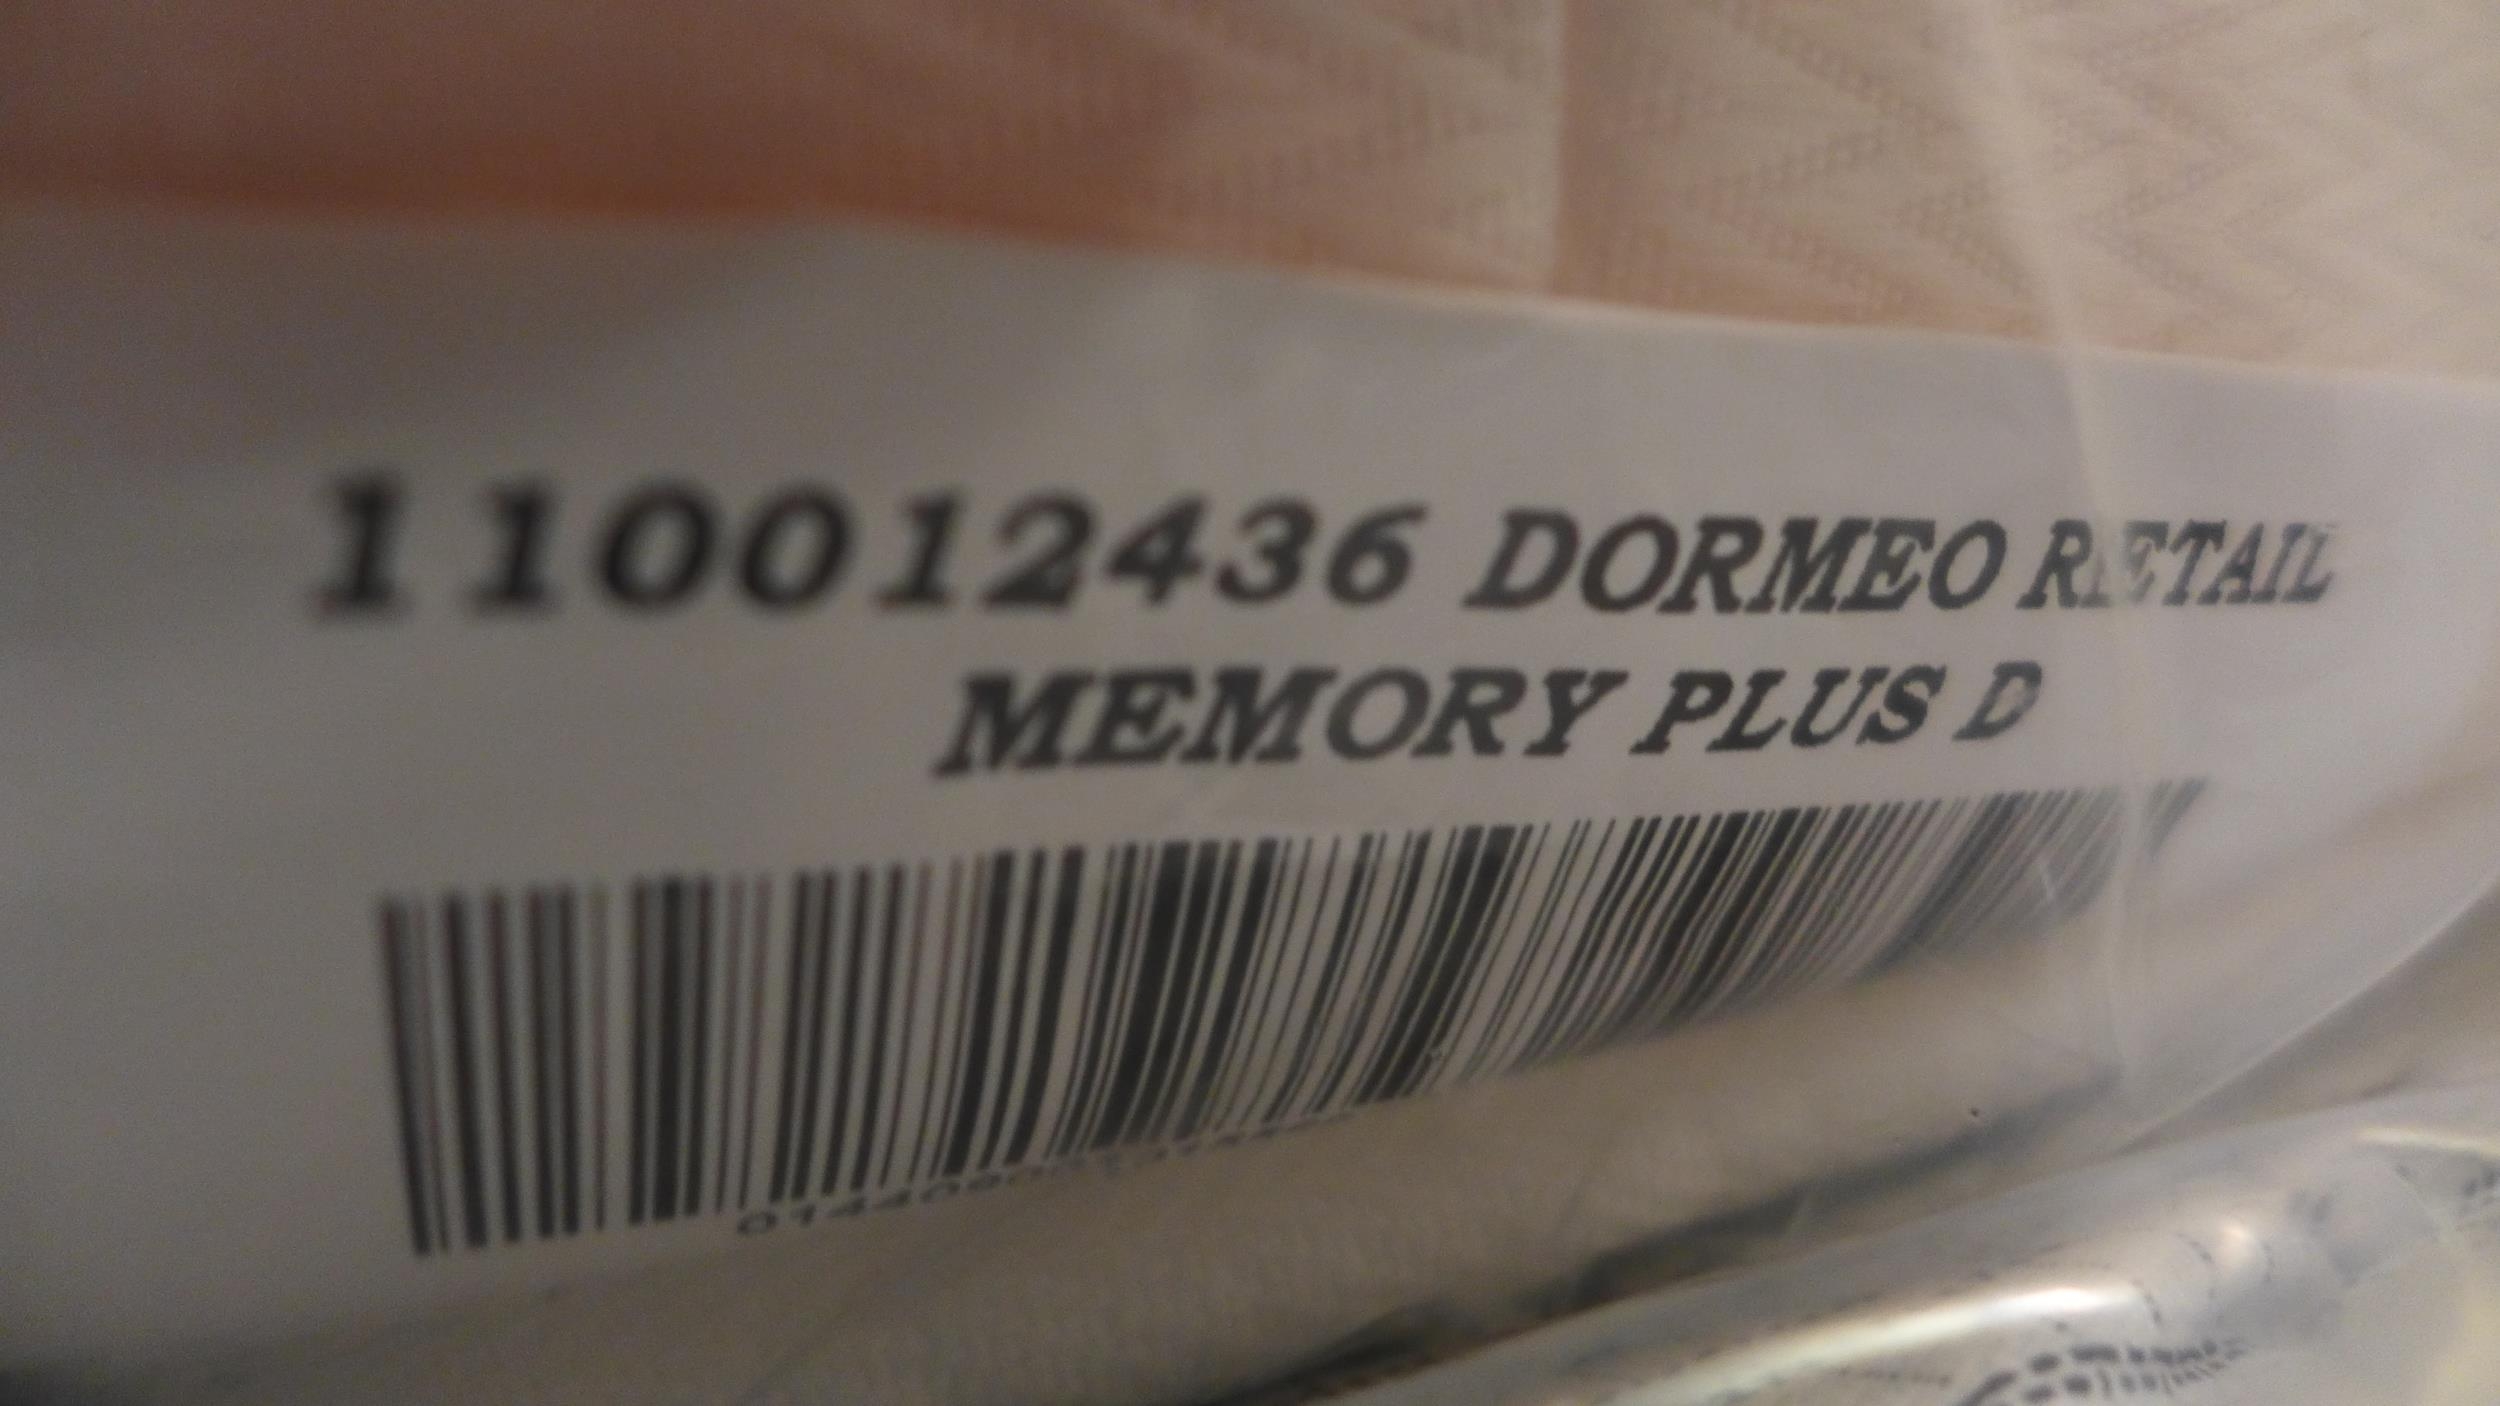 110012436 DORMEO RETAIL
MEMORY PLUS D